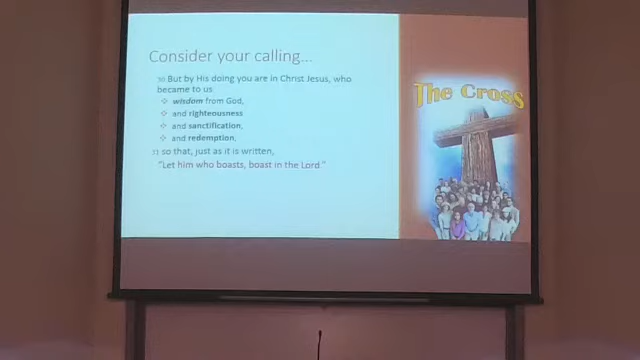 Consider your calling...
30 But by His doing you are in Christ Jesus, who
became to us
wisdom from God,
and righteousness
and sanctification,
and redemption,
31 so that, just as it is written,
“Let him who boasts, boast in the Lord.”
The Cross